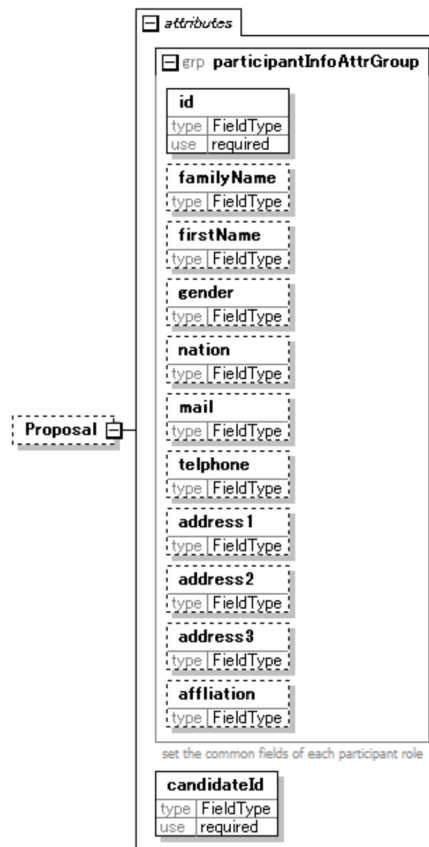 attributes
grp participantInfoAttrGroup
id
type FieldType
use required
familyName
type FieldType
firstName
type FieldType
gender
type FieldType
nation
type FieldType
mail
type FieldType
Proposal
telphone
type FieldType
address1
type FieldType
address2
type FieldType
address3
type FieldType
affliation
type FieldType
set the common fields of each participant role
candidateId
type FieldType
use required